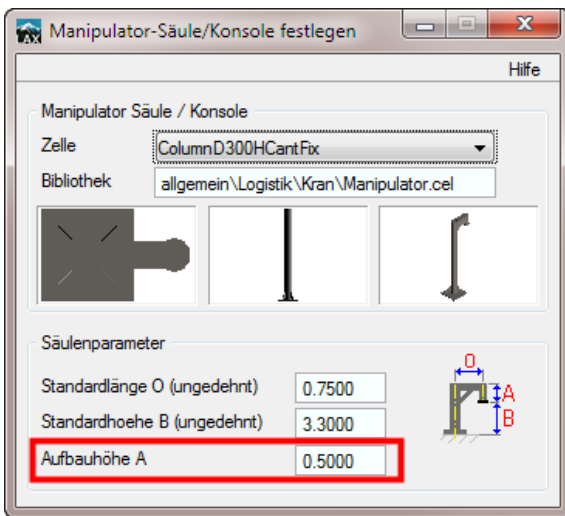 AX
Manipulator-Säule/Konsole festlegen
Hilfe
Manipulator Säule / Konsole
Zelle ColumnD300HCantFix
Bibliothek allgemein\Logistik\Kran\Manipulator.cel
Säulenparameter
Standardlänge O (ungedehnt) 0.7500
Standardhoehe B (ungedehnt) 3.3000
Aufbauhöhe A 0.5000
O
A
B